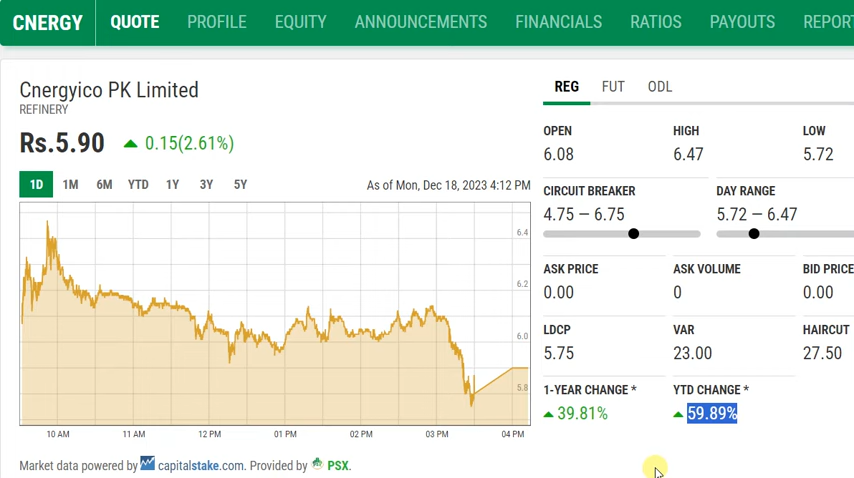 CNERGY QUOTE PROFILE EQUITY ANNOUNCEMENTS FINANCIALS RATIOS PAYOUTS REPORT
Cnergyico PK Limited
REFINERY
Rs.5.90 0.15(2.61%)
1D 1M 6M YTD 1Y 3Y 5Y As of Mon, Dec 18, 2023 4:12 PM
6.4
6.2
6.0
5.8
10 AM 11 AM 12 PM 01 PM 02 PM 03 PM 04 PM
Market data powered by capitalstake.com. Provided by PSX.
REG FUT ODL
OPEN HIGH LOW
6.08 6.47 5.72
CIRCUIT BREAKER DAY RANGE
4.75 — 6.75 5.72 — 6.47
ASK PRICE ASK VOLUME BID PRICE
0.00 0 0.00
LDCP VAR HAIRCUT
5.75 23.00 27.50
1-YEAR CHANGE * YTD CHANGE *
39.81% 59.89%